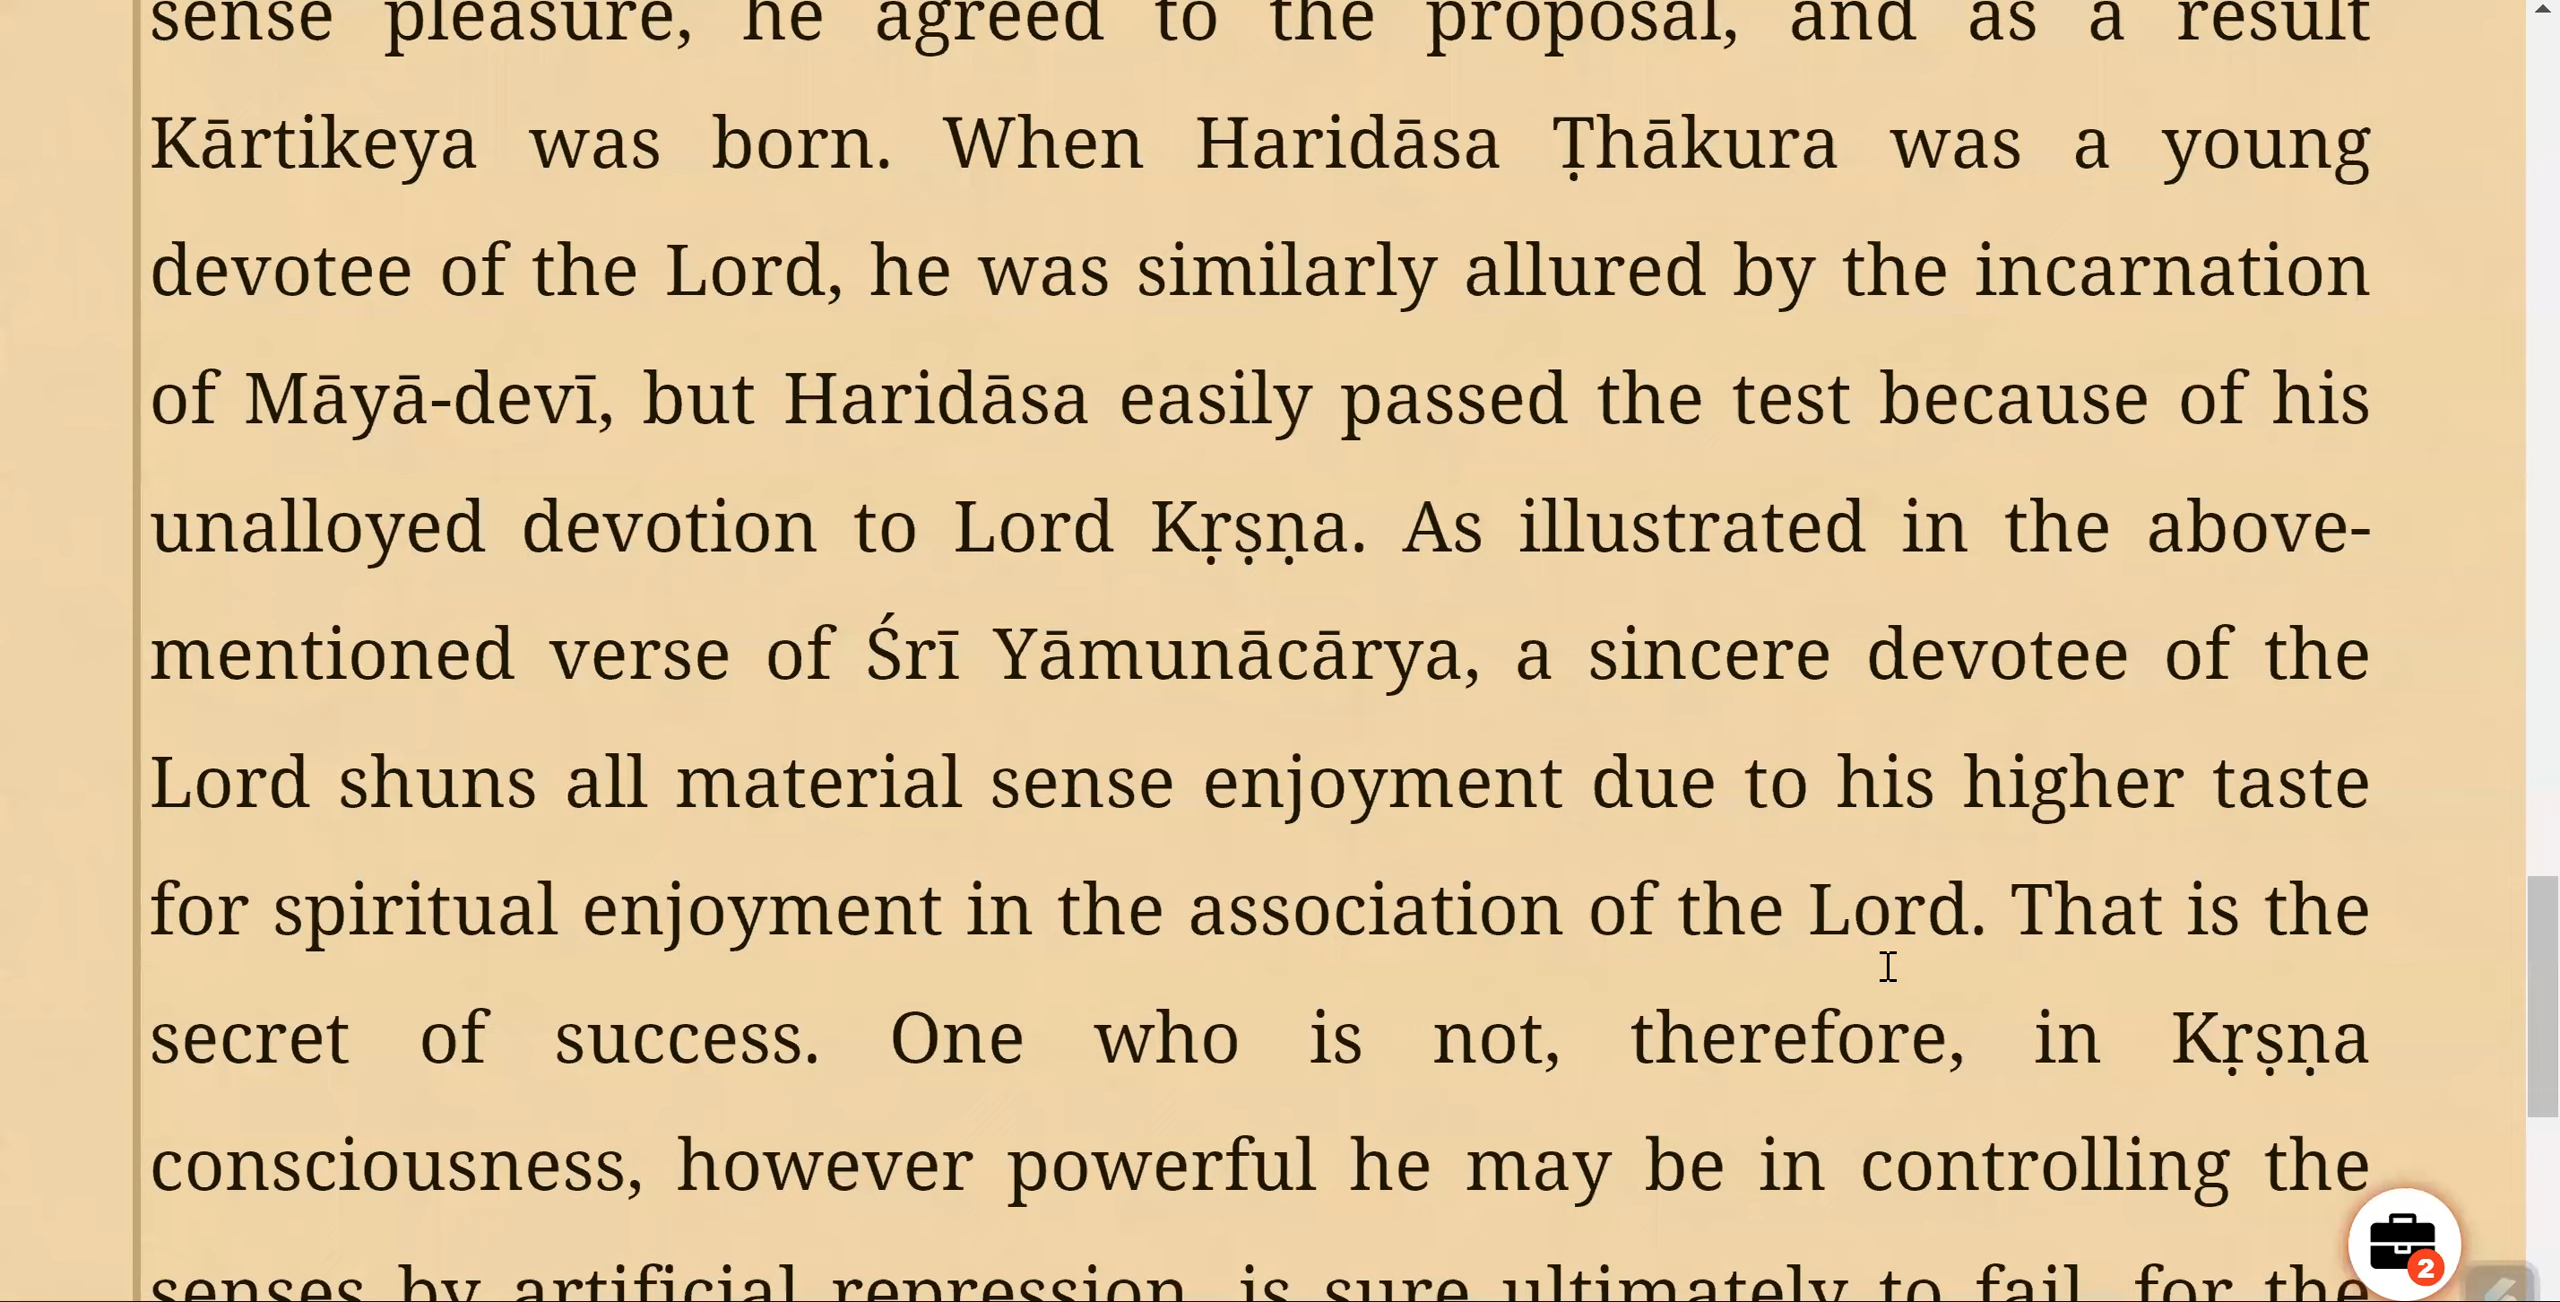 sense pleasure, he agreed to the proposal, and as a result
Kārtikeya was born. When Haridāsa Ṭhākura was a young
devotee of the Lord, he was similarly allured by the incarnation
of Māyā-devī, but Haridāsa easily passed the test because of his
unalloyed devotion to Lord Kṛṣṇa. As illustrated in the above-
mentioned verse of Śrī Yāmunācārya, a sincere devotee of the
Lord shuns all material sense enjoyment due to his higher taste
for spiritual enjoyment in the association of the Lord. That is the
secret of success. One who is not, therefore, in Kṛṣṇa
consciousness, however powerful he may be in controlling the
senses by artificial repression, is sure ultimately to fail, for the
2